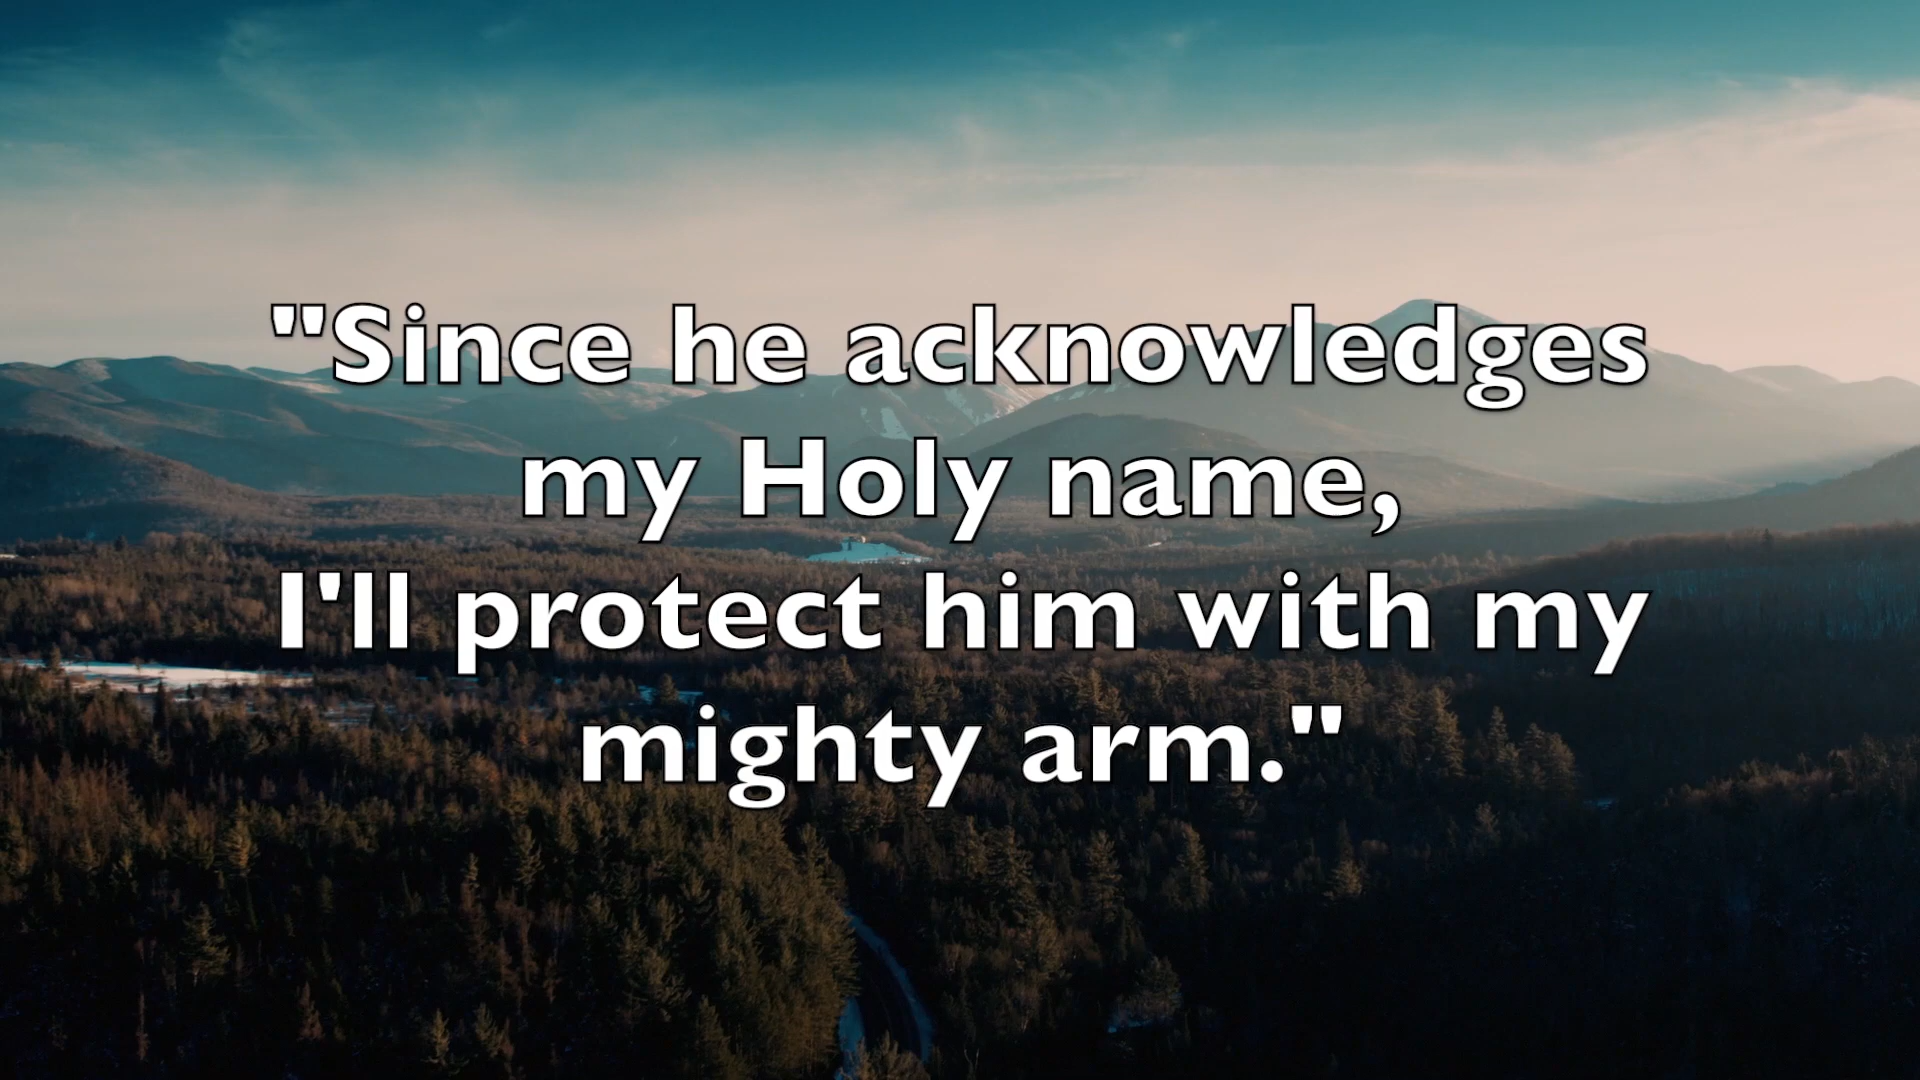 "Since he acknowledges
my Holy name,
I'll protect him with my
mighty arm."